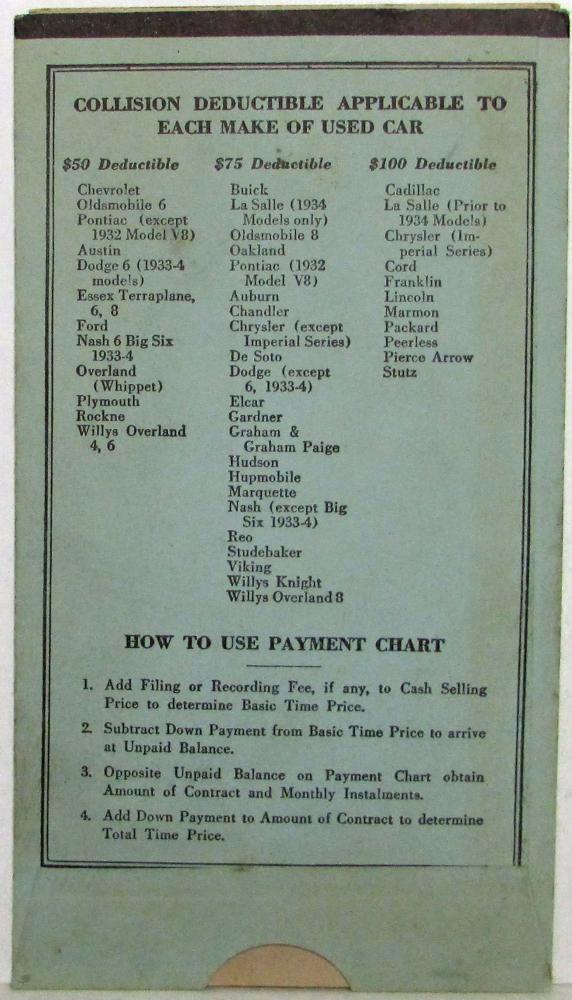 COLLISION DEDUCTIBLE APPLICABLE TO
EACH MAKE OF USED CAR
$50 Deductible
Chevrolet
Oldsmobile 6
Pontiac (except
1932 Model V8)
Austin
Dodge 6 (1933-4
models)
Essex Terraplane,
6, 8
Ford
Nash 6 Big Six
1933-4
Overland
(Whippet)
Plymouth
Rockne
Willys Overland
4, 6
$75 Deductible
Buick
La Salle (1934
Models only)
Oldsmobile 8
Oakland
Pontiac (1932
Model V8)
Auburn
Chandler
Chrysler (except
Imperial Series)
De Soto
Dodge (except
6, 1933-4)
Elcar
Gardner
Graham &
Graham Paige
Hudson
Hupmobile
Marquette
Nash (except Big
Six 1933-4)
Reo
Studebaker
Viking
Willys Knight
Willys Overland 8
$100 Deductible
Cadillac
La Salle (Prior to
1934 Models)
Chrysler (Im-
perial Series)
Cord
Franklin
Lincoln
Marmon
Packard
Peerless
Pierce Arrow
Stutz
HOW TO USE PAYMENT CHART
1. Add Filing or Recording Fee, if any, to Cash Selling
Price to determine Basic Time Price.
2. Subtract Down Payment from Basic Time Price to arrive
at Unpaid Balance.
3. Opposite Unpaid Balance on Payment Chart obtain
Amount of Contract and Monthly Instalments.
4. Add Down Payment to Amount of Contract to determine
Total Time Price.